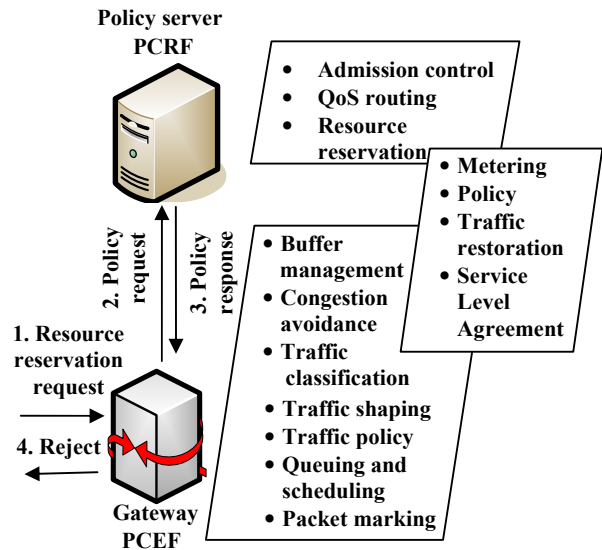 Policy server
PCRF
• Admission control
• QoS routing
• Resource
reservation
• Metering
• Policy
• Traffic
restoration
• Service
Level
Agreement
2. Policy
request
3. Policy
response
• Buffer
management
• Congestion
avoidance
• Traffic
classification
• Traffic shaping
• Traffic policy
• Queuing and
scheduling
• Packet marking
1. Resource
reservation
request
4. Reject
Gateway
PCEF